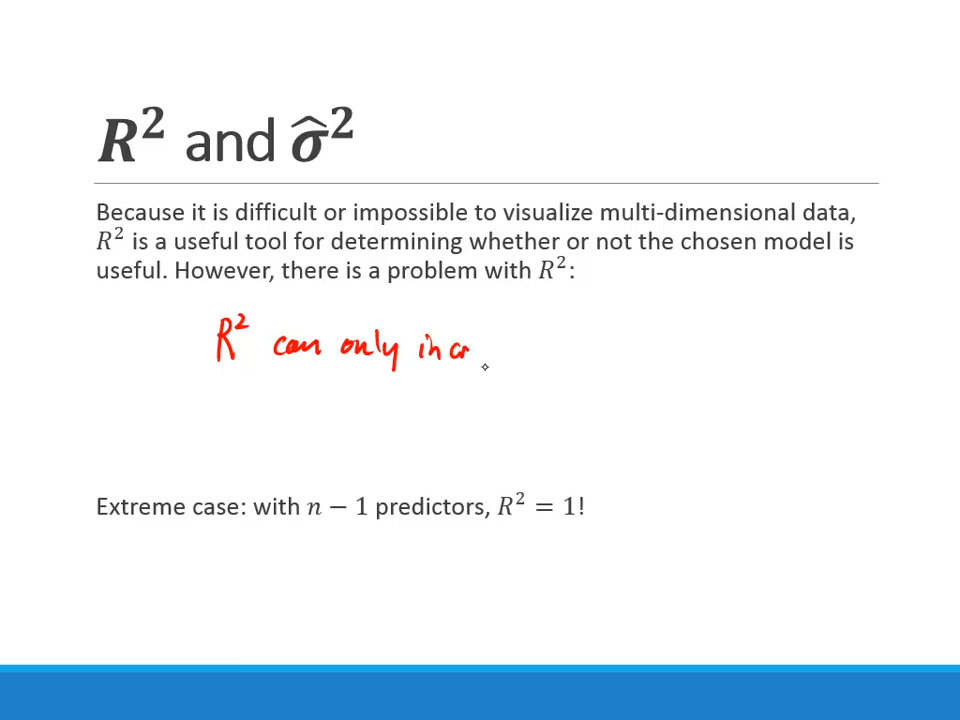 R² and σ̂²
Because it is difficult or impossible to visualize multi-dimensional data,
R² is a useful tool for determining whether or not the chosen model is
useful. However, there is a problem with R²:
R² can only incr
Extreme case: with n − 1 predictors, R² = 1!